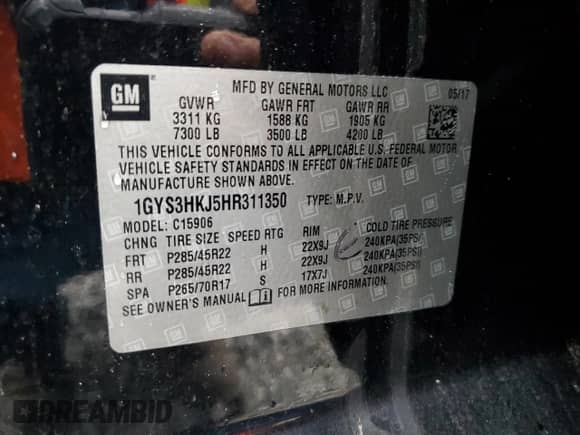 GM
MFD BY GENERAL MOTORS LLC
05/17
GVWR GAWR FRT GAWR RR
3311 KG 1588 KG 1905 KG
7300 LB 3500 LB 4200 LB
THIS VEHICLE CONFORMS TO ALL APPLICABLE U.S. FEDERAL MOTOR
VEHICLE SAFETY STANDARDS IN EFFECT ON THE DATE OF
MANUFACTURE SHOWN ABOVE.
1GYS3HKJ5HR311350 TYPE: M.P.V.
MODEL: C15906
CHNG TIRE SIZE SPEED RTG RIM COLD TIRE PRESSURE
FRT P285/45R22 H 22X9J 240KPA(35PSI)
RR P285/45R22 H 22X9J 240KPA(35PSI)
SPA P265/70R17 S 17X7J 240KPA(35PSI)
SEE OWNER'S MANUAL FOR MORE INFORMATION.
DREAMBID